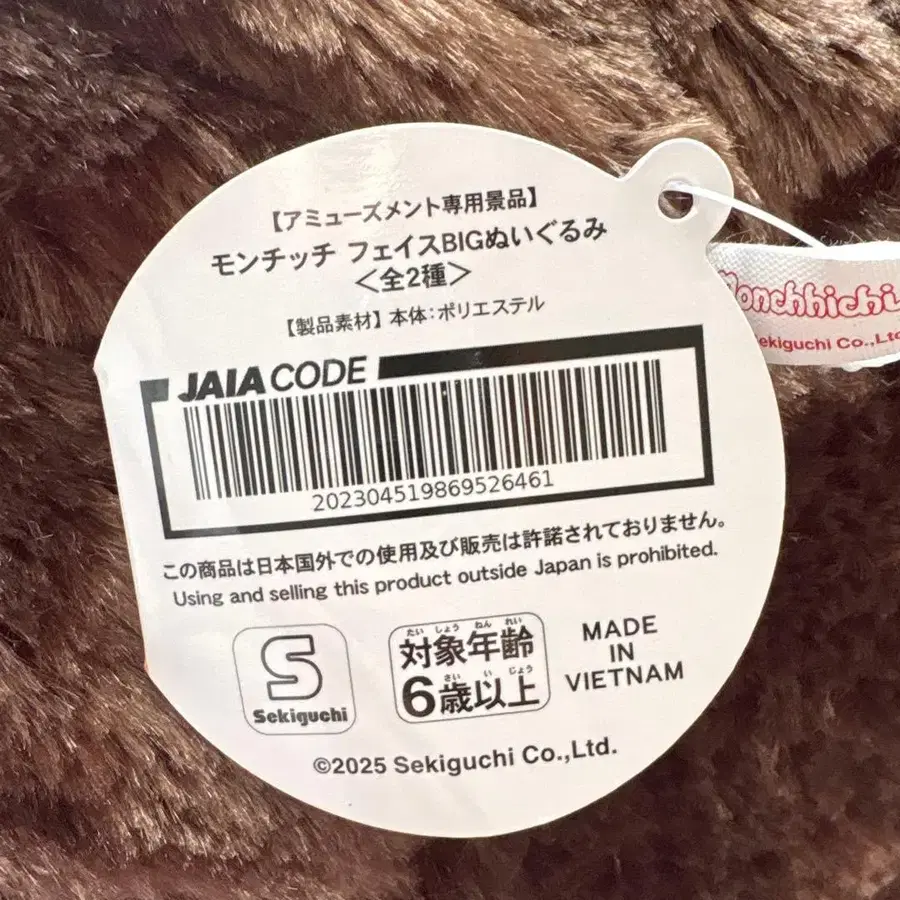 【アミューズメント専用景品】
モンチッチ フェイスBIGぬいぐるみ
<全2種>
【製品素材】本体:ポリエステル
JAIA CODE
202304519869526461
この商品は日本国外での使用及び販売は許諾されておりません。
Using and selling this product outside Japan is prohibited.
S
Sekiguchi
たい しょう ねん れい
対象年齢
さい い じょう
6歳以上
MADE
IN
VIETNAM
©2025 Sekiguchi Co.,Ltd.
Monchhichi
Sekiguchi Co.,Ltd